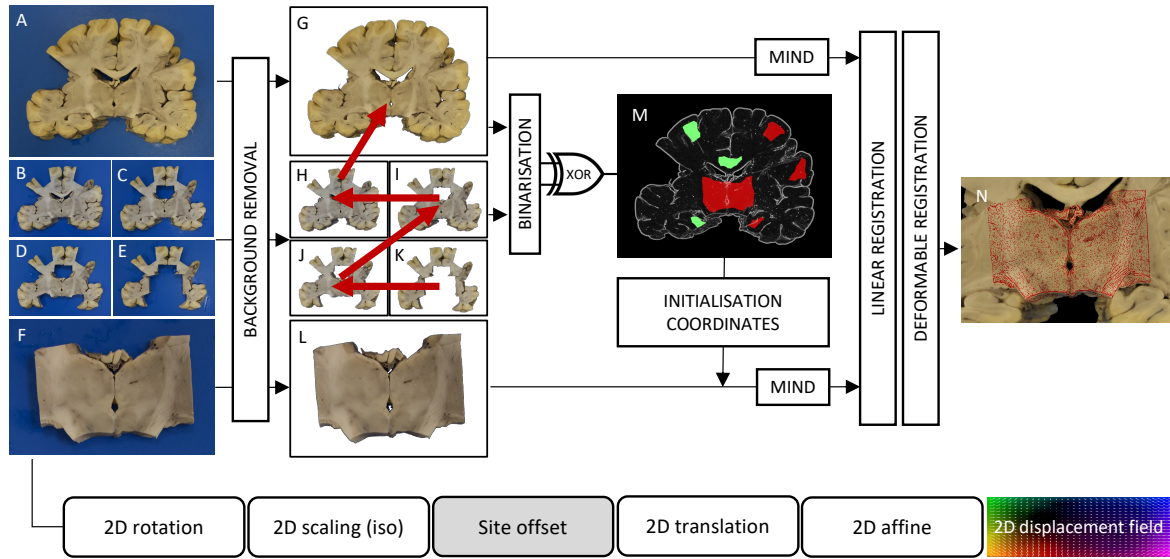 A
B
C
D
E
F
BACKGROUND REMOVAL
G
H
I
J
K
L
BINARISATION
XOR
M
INITIALISATION
COORDINATES
MIND
MIND
LINEAR REGISTRATION
DEFORMABLE REGISTRATION
N
2D rotation
2D scaling (iso)
Site offset
2D translation
2D affine
2D displacement field